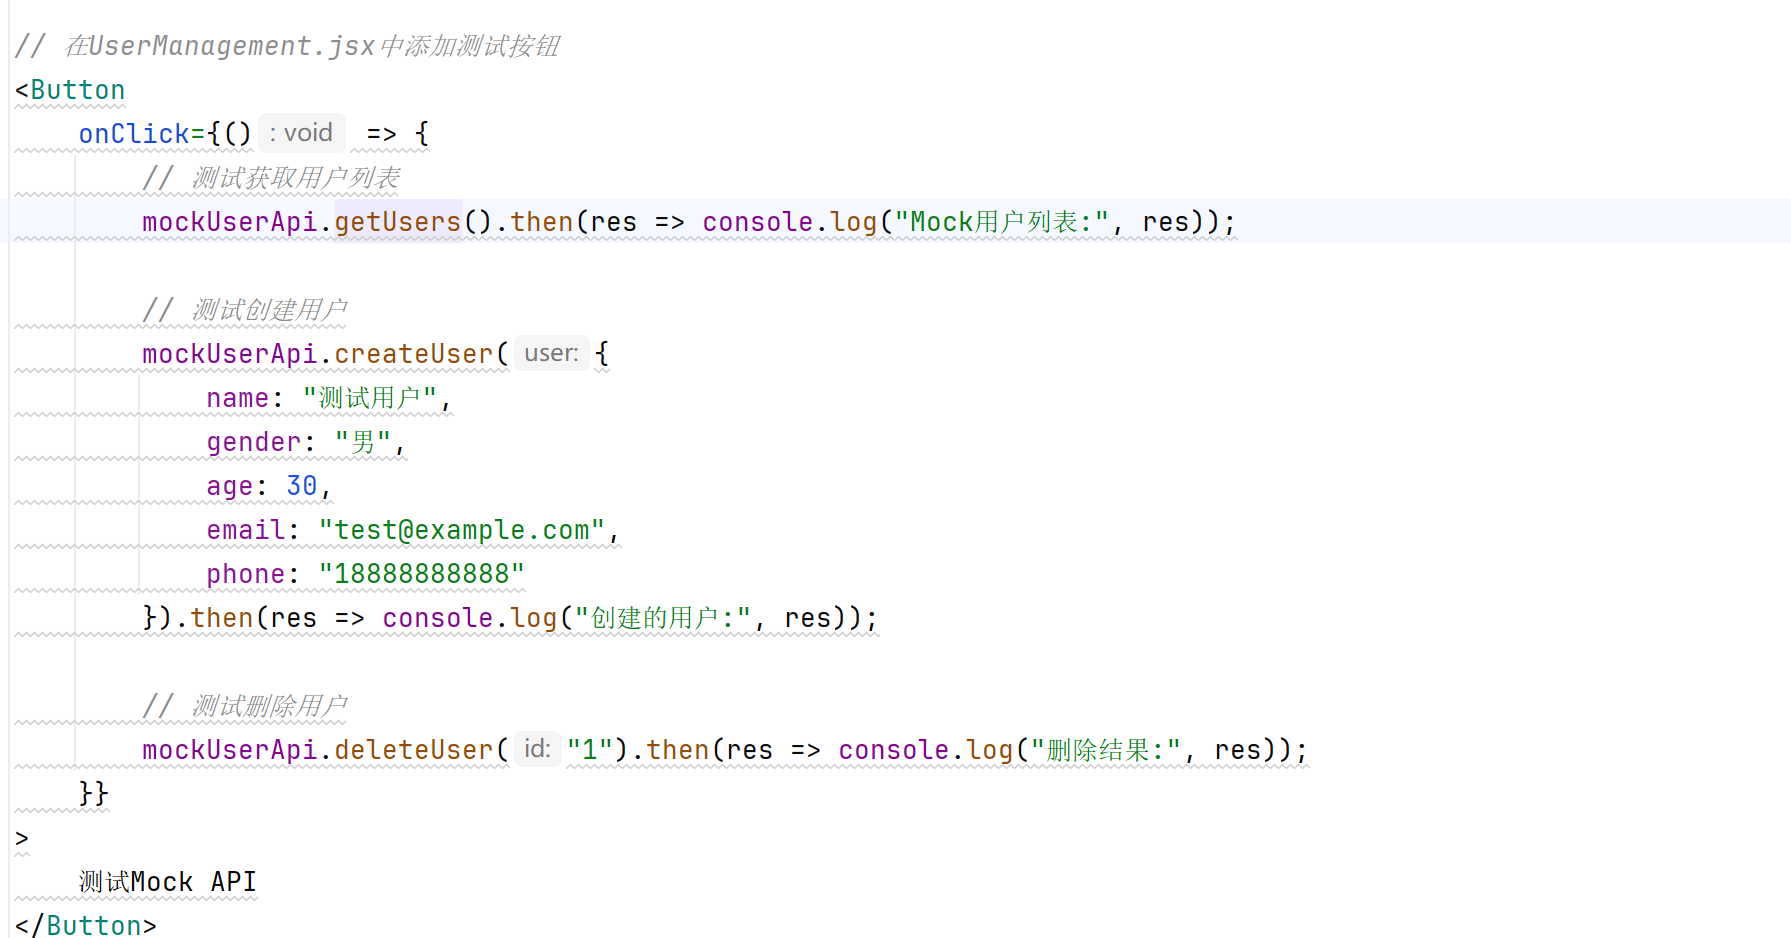 // 在UserManagement.jsx中添加测试按钮
<Button
    onClick={() : void => {
        // 测试获取用户列表
        mockUserApi.getUsers().then(res => console.log("Mock用户列表:", res));

        // 测试创建用户
        mockUserApi.createUser( user: {
            name: "测试用户",
            gender: "男",
            age: 30,
            email: "test@example.com",
            phone: "18888888888"
        }).then(res => console.log("创建的用户:", res));

        // 测试删除用户
        mockUserApi.deleteUser( id: "1").then(res => console.log("删除结果:", res));
    }}
>
    测试Mock API
</Button>